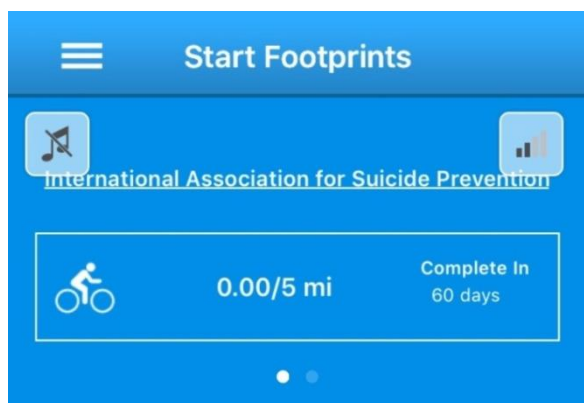 Start Footprints
International Association for Suicide Prevention
0.00/5 mi
Complete In
60 days